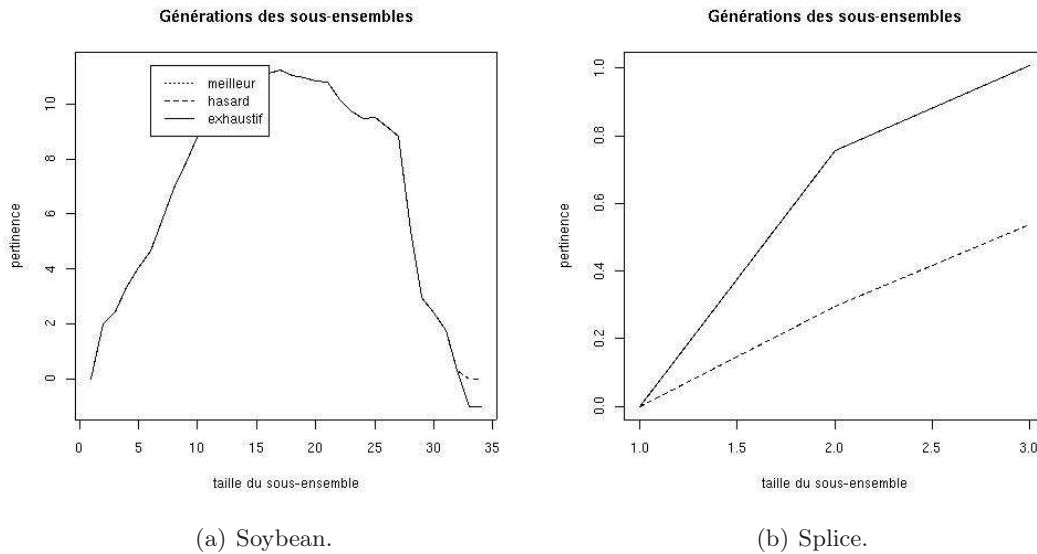 Générations des sous-ensembles
pertinence
10
8
6
4
2
0
meilleur
hasard
exhaustif
0 5 10 15 20 25 30 35
taille du sous-ensemble
(a) Soybean.
Générations des sous-ensembles
pertinence
1.0
0.8
0.6
0.4
0.2
0.0
1.0 1.5 2.0 2.5 3.0
taille du sous-ensemble
(b) Splice.